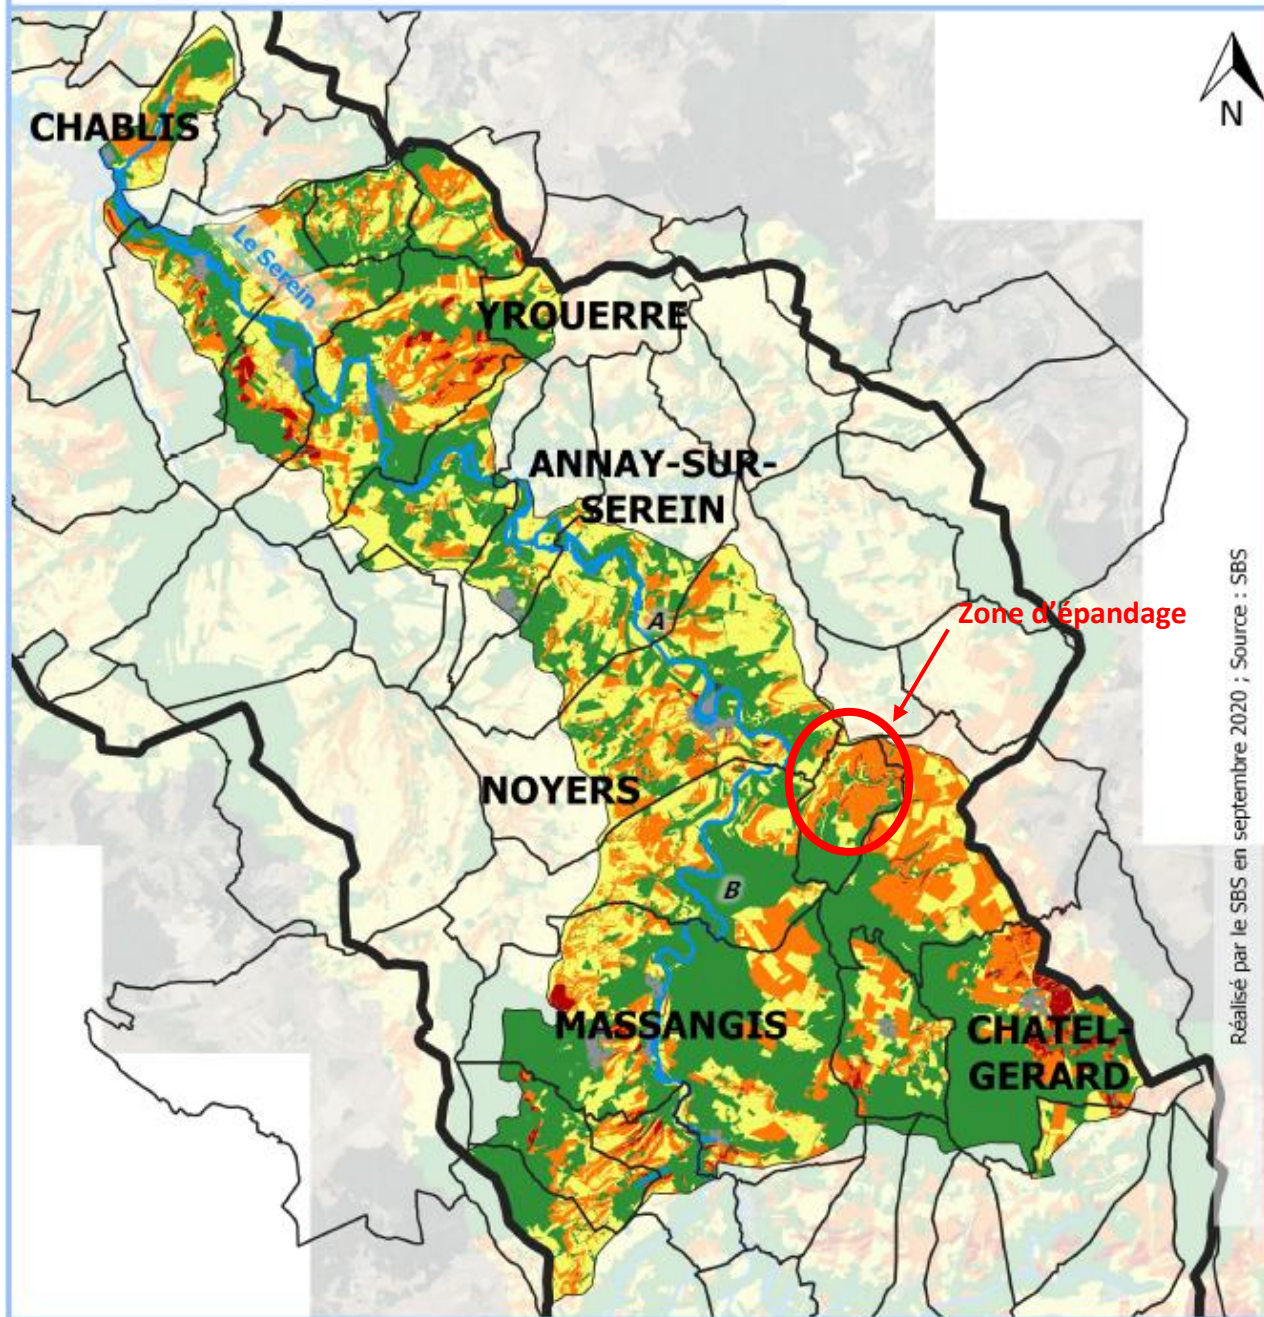 N
CHABLIS
Le Serein
YROUERRE
ANNAY-SUR-
SEREIN
A
Zone d'épandage
NOYERS
B
MASSANGIS
CHATEL-
GERARD
Réalisé par le SBS en septembre 2020 ; Source : SBS